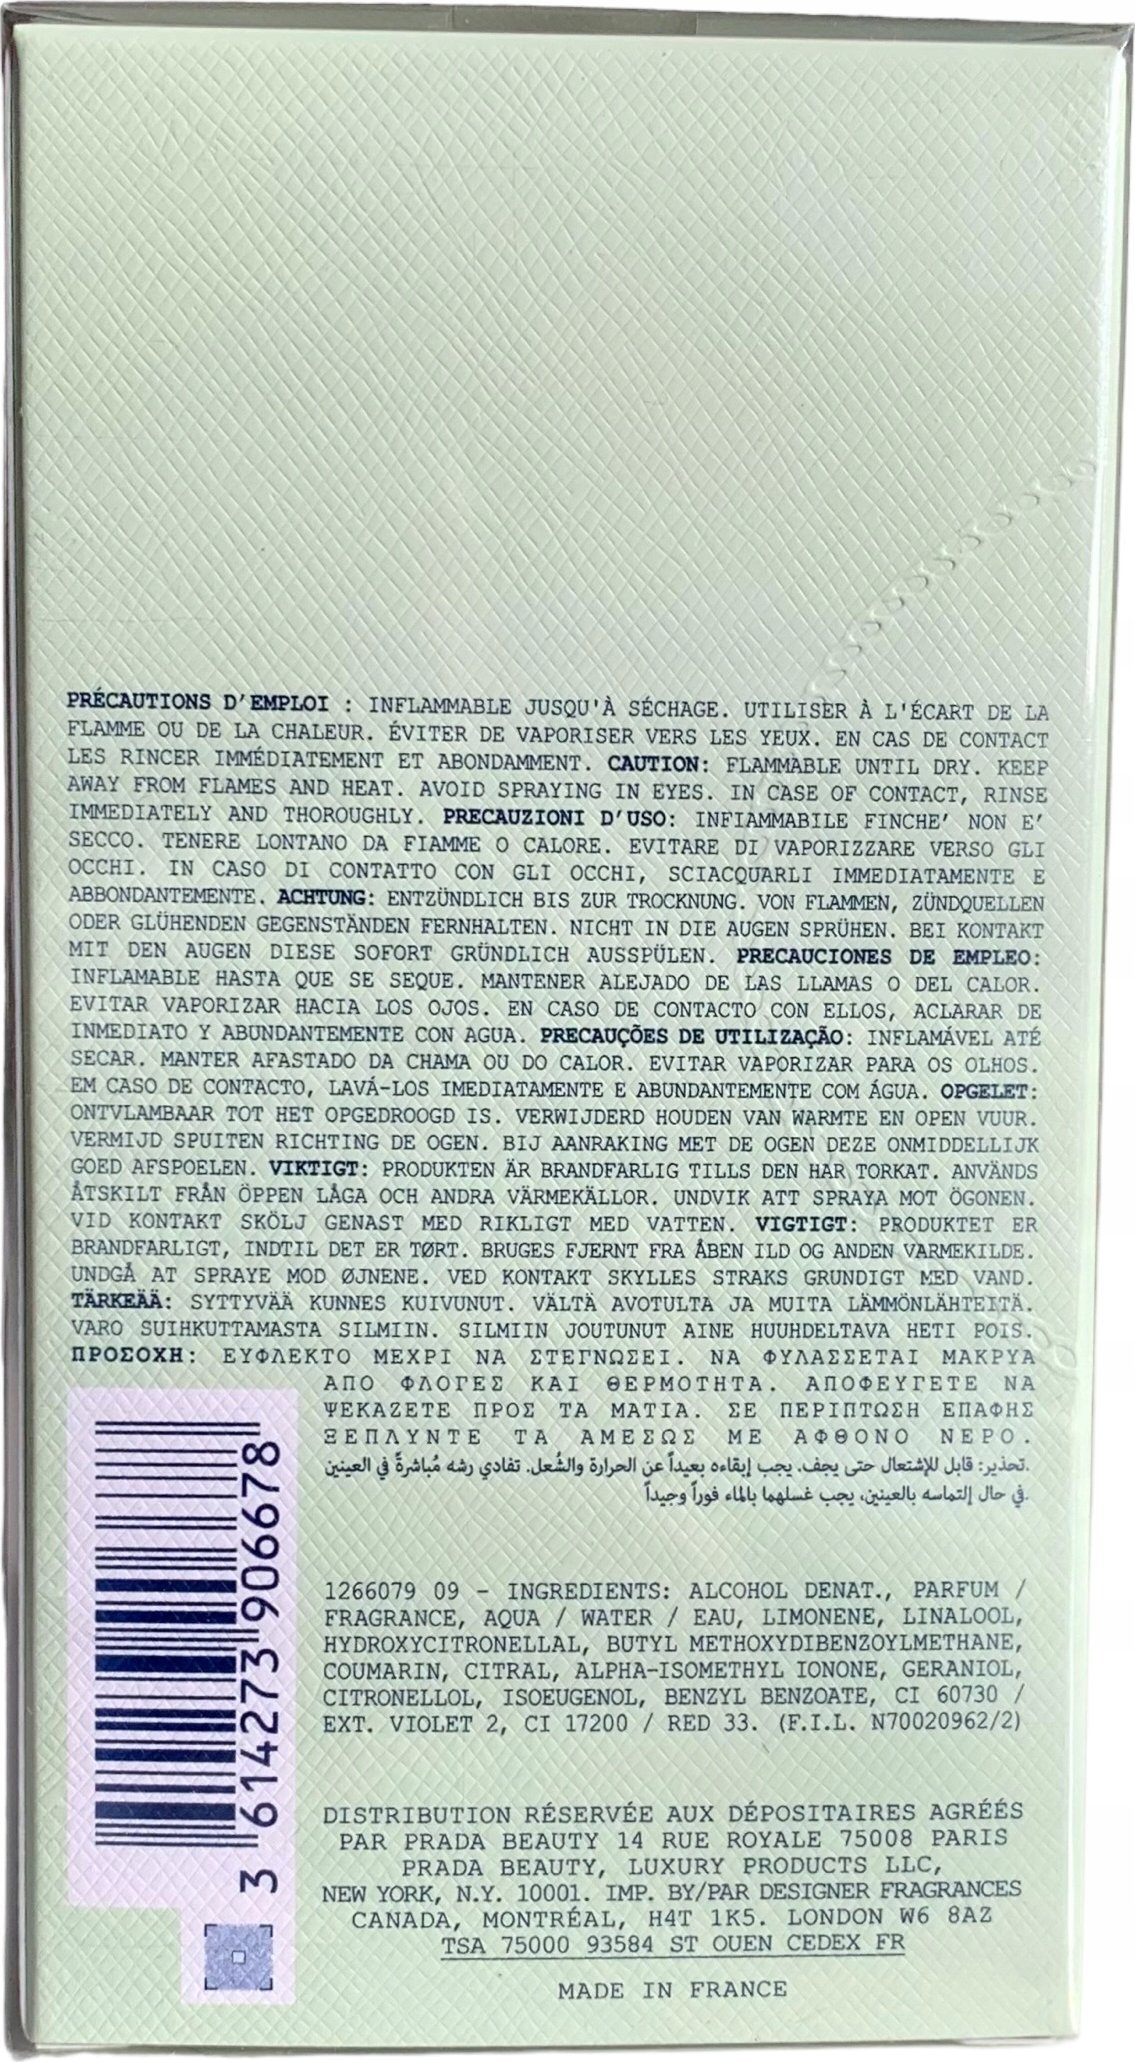 PRÉCAUTIONS D'EMPLOI : INFLAMMABLE JUSQU'À SÉCHAGE. UTILISER À L'ÉCART DE LA
FLAMME OU DE LA CHALEUR. ÉVITER DE VAPORISER VERS LES YEUX. EN CAS DE CONTACT
LES RINCER IMMÉDIATEMENT ET ABONDAMMENT. CAUTION: FLAMMABLE UNTIL DRY. KEEP
AWAY FROM FLAMES AND HEAT. AVOID SPRAYING IN EYES. IN CASE OF CONTACT, RINSE
IMMEDIATELY AND THOROUGHLY. PRECAUZIONI D'USO: INFIAMMABILE FINCHE' NON E'
SECCO. TENERE LONTANO DA FIAMME O CALORE. EVITARE DI VAPORIZZARE VERSO GLI
OCCHI. IN CASO DI CONTATTO CON GLI OCCHI, SCIACQUARLI IMMEDIATAMENTE E
ABBONDANTEMENTE. ACHTUNG: ENTZÜNDLICH BIS ZUR TROCKNUNG. VON FLAMMEN, ZÜNDQUELLEN
ODER GLÜHENDEN GEGENSTÄNDEN FERNHALTEN. NICHT IN DIE AUGEN SPRÜHEN. BEI KONTAKT
MIT DEN AUGEN DIESE SOFORT GRÜNDLICH AUSSPÜLEN. PRECAUCIONES DE EMPLEO:
INFLAMABLE HASTA QUE SE SEQUE. MANTENER ALEJADO DE LAS LLAMAS O DEL CALOR.
EVITAR VAPORIZAR HACIA LOS OJOS. EN CASO DE CONTACTO CON ELLOS, ACLARAR DE
INMEDIATO Y ABUNDANTEMENTE CON AGUA. PRECAUÇÕES DE UTILIZAÇÃO: INFLAMÁVEL ATÉ
SECAR. MANTER AFASTADO DA CHAMA OU DO CALOR. EVITAR VAPORIZAR PARA OS OLHOS.
EM CASO DE CONTACTO, LAVÁ-LOS IMEDIATAMENTE E ABUNDANTEMENTE COM ÁGUA. OPGELET:
ONTVLAMBAAR TOT HET OPGEDROOGD IS. VERWIJDERD HOUDEN VAN WARMTE EN OPEN VUUR.
VERMIJD SPUITEN RICHTING DE OGEN. BIJ AANRAKING MET DE OGEN DEZE ONMIDDELLIJK
GOED AFSPOELEN. VIKTIGT: PRODUKTEN ÄR BRANDFARLIG TILLS DEN HAR TORKAT. ANVÄNDS
ÅTSKILT FRÅN ÖPPEN LÅGA OCH ANDRA VÄRMEKÄLLOR. UNDVIK ATT SPRAYA MOT ÖGONEN.
VID KONTAKT SKÖLJ GENAST MED RIKLIGT MED VATTEN. VIGTIGT: PRODUKTET ER
BRANDFARLIGT, INDTIL DET ER TØRT. BRUGES FJERNT FRA ÅBEN ILD OG ANDEN VARMEKILDE.
UNDGÅ AT SPRAYE MOD ØJNENE. VED KONTAKT SKYLLES STRAKS GRUNDIGT MED VAND.
TÄRKEÄÄ: SYTTYVÄÄ KUNNES KUIVUNUT. VÄLTÄ AVOTULTA JA MUITA LÄMMÖNLÄHTEITÄ.
VARO SUIHKUTTAMASTA SILMIIN. SILMIIN JOUTUNUT AINE HUUHDELTAVA HETI POIS.
ΠΡΟΣΟΧΗ: ΕΥΦΛΕΚΤΟ ΜΕΧΡΙ ΝΑ ΣΤΕΓΝΩΣΕΙ. ΝΑ ΦΥΛΑΣΣΕΤΑΙ ΜΑΚΡΥΑ
ΑΠΟ ΦΛΟΓΕΣ ΚΑΙ ΘΕΡΜΟΤΗΤΑ. ΑΠΟΦΕΥΓΕΤΕ ΝΑ
ΨΕΚΑΖΕΤΕ ΠΡΟΣ ΤΑ ΜΑΤΙΑ. ΣΕ ΠΕΡΙΠΤΩΣΗ ΕΠΑΦΗΣ
ΞΕΠΛΥΝΤΕ ΤΑ ΑΜΕΣΩΣ ΜΕ ΑΦΘΟΝΟ ΝΕΡΟ.
تحذير: قابل للإشتعال حتى يجف. يجب إبقاءه بعيداً عن الحرارة والشُعل. تفادي رشه مُباشرةً في العينين.
في حال إلتماسه بالعينين، يجب غسلهما بالماء فوراً وجيداً.
3 614273 906678
1266079 09 - INGREDIENTS: ALCOHOL DENAT., PARFUM /
FRAGRANCE, AQUA / WATER / EAU, LIMONENE, LINALOOL,
HYDROXYCITRONELLAL, BUTYL METHOXYDIBENZOYLMETHANE,
COUMARIN, CITRAL, ALPHA-ISOMETHYL IONONE, GERANIOL,
CITRONELLOL, ISOEUGENOL, BENZYL BENZOATE, CI 60730 /
EXT. VIOLET 2, CI 17200 / RED 33. (F.I.L. N70020962/2)
DISTRIBUTION RÉSERVÉE AUX DÉPOSITAIRES AGRÉÉS
PAR PRADA BEAUTY 14 RUE ROYALE 75008 PARIS
PRADA BEAUTY, LUXURY PRODUCTS LLC,
NEW YORK, N.Y. 10001. IMP. BY/PAR DESIGNER FRAGRANCES
CANADA, MONTRÉAL, H4T 1K5. LONDON W6 8AZ
TSA 75000 93584 ST OUEN CEDEX FR
MADE IN FRANCE